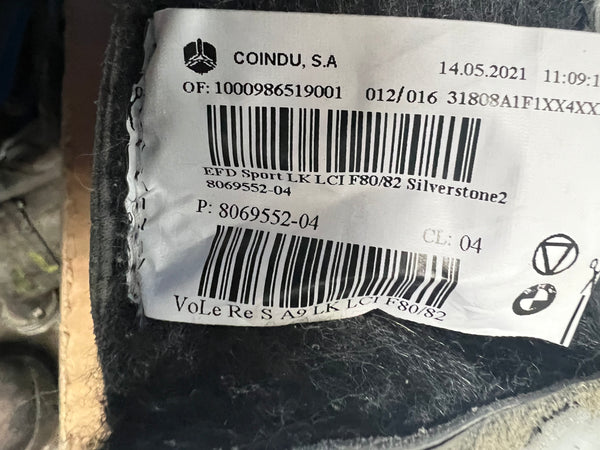 COINDU, S.A
14.05.2021 11:09:1
OF: 1000986519001 012/016 31808A1F1XX4XX
EFD Sport LK LCI F80/82 Silverstone2
8069552-04
P: 8069552-04
CL: 04
VoLe Re S A9 LK LCI F80/82